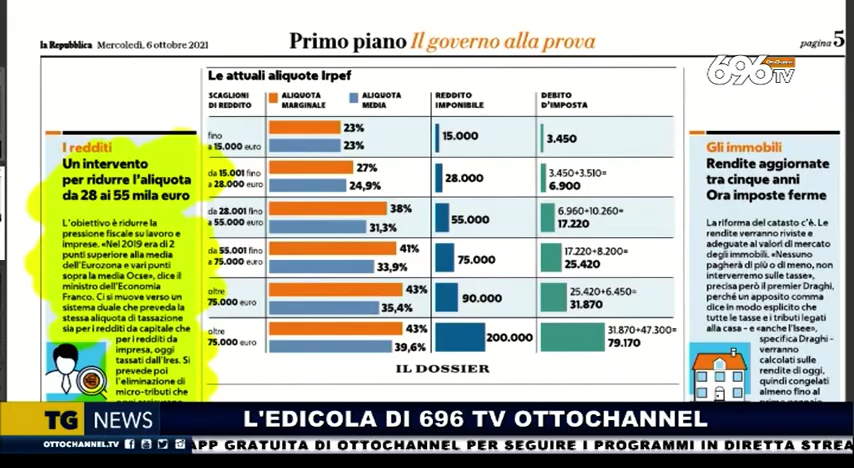 la Repubblica Mercoledì, 6 ottobre 2021
Primo piano Il governo alla prova
pagina 5
696 TV
OttoChannel
Le attuali aliquote Irpef
SCAGLIONI DI REDDITO
ALIQUOTA MARGINALE
ALIQUOTA MEDIA
REDDITO IMPONIBILE
DEBITO D'IMPOSTA
fino a 15.000 euro
23%
23%
15.000
3.450
da 15.001 fino a 28.000 euro
27%
24,9%
28.000
3.450+3.510=
6.900
da 28.001 fino a 55.000 euro
38%
31,3%
55.000
6.960+10.260=
17.220
da 55.001 fino a 75.000 euro
41%
33,9%
75.000
17.220+8.200=
25.420
oltre 75.000 euro
43%
35,4%
90.000
25.420+6.450=
31.870
oltre 75.000 euro
43%
39,6%
200.000
31.870+47.300=
79.170
IL DOSSIER
I redditi
Un intervento
per ridurre l'aliquota
da 28 ai 55 mila euro
L'obiettivo è ridurre la
pressione fiscale su lavoro e
imprese. «Nel 2019 era di 2
punti superiore alla media
dell'Eurozona e vari punti
sopra la media Ocse», dice il
ministro dell'Economia
Franco. Ci si muove verso un
sistema duale che preveda la
stessa aliquota di tassazione
sia per i redditi da capitale che
per i redditi da
impresa, oggi
tassati dall'Ires. Si
prevede poi
l'eliminazione di
micro-tributi che
Gli immobili
Rendite aggiornate
tra cinque anni
Ora imposte ferme
La riforma del catasto c'è. Le
rendite verranno riviste e
adeguate ai valori di mercato
degli immobili. «Nessuno
pagherà di più o di meno, non
interverremo sulle tasse»,
precisa però il premier Draghi,
perché un apposito comma
dice in modo esplicito che
tutte le tasse e i tributi legati
alla casa - e «anche l'Isee»,
specifica Draghi -
verranno
calcolati sulle
rendite di oggi,
quindi congelati
almeno fino al
TG NEWS
L'EDICOLA DI 696 TV OTTOCHANNEL
OTTOCHANNEL.TV
APP GRATUITA DI OTTOCHANNEL PER SEGUIRE I PROGRAMMI IN DIRETTA STREA